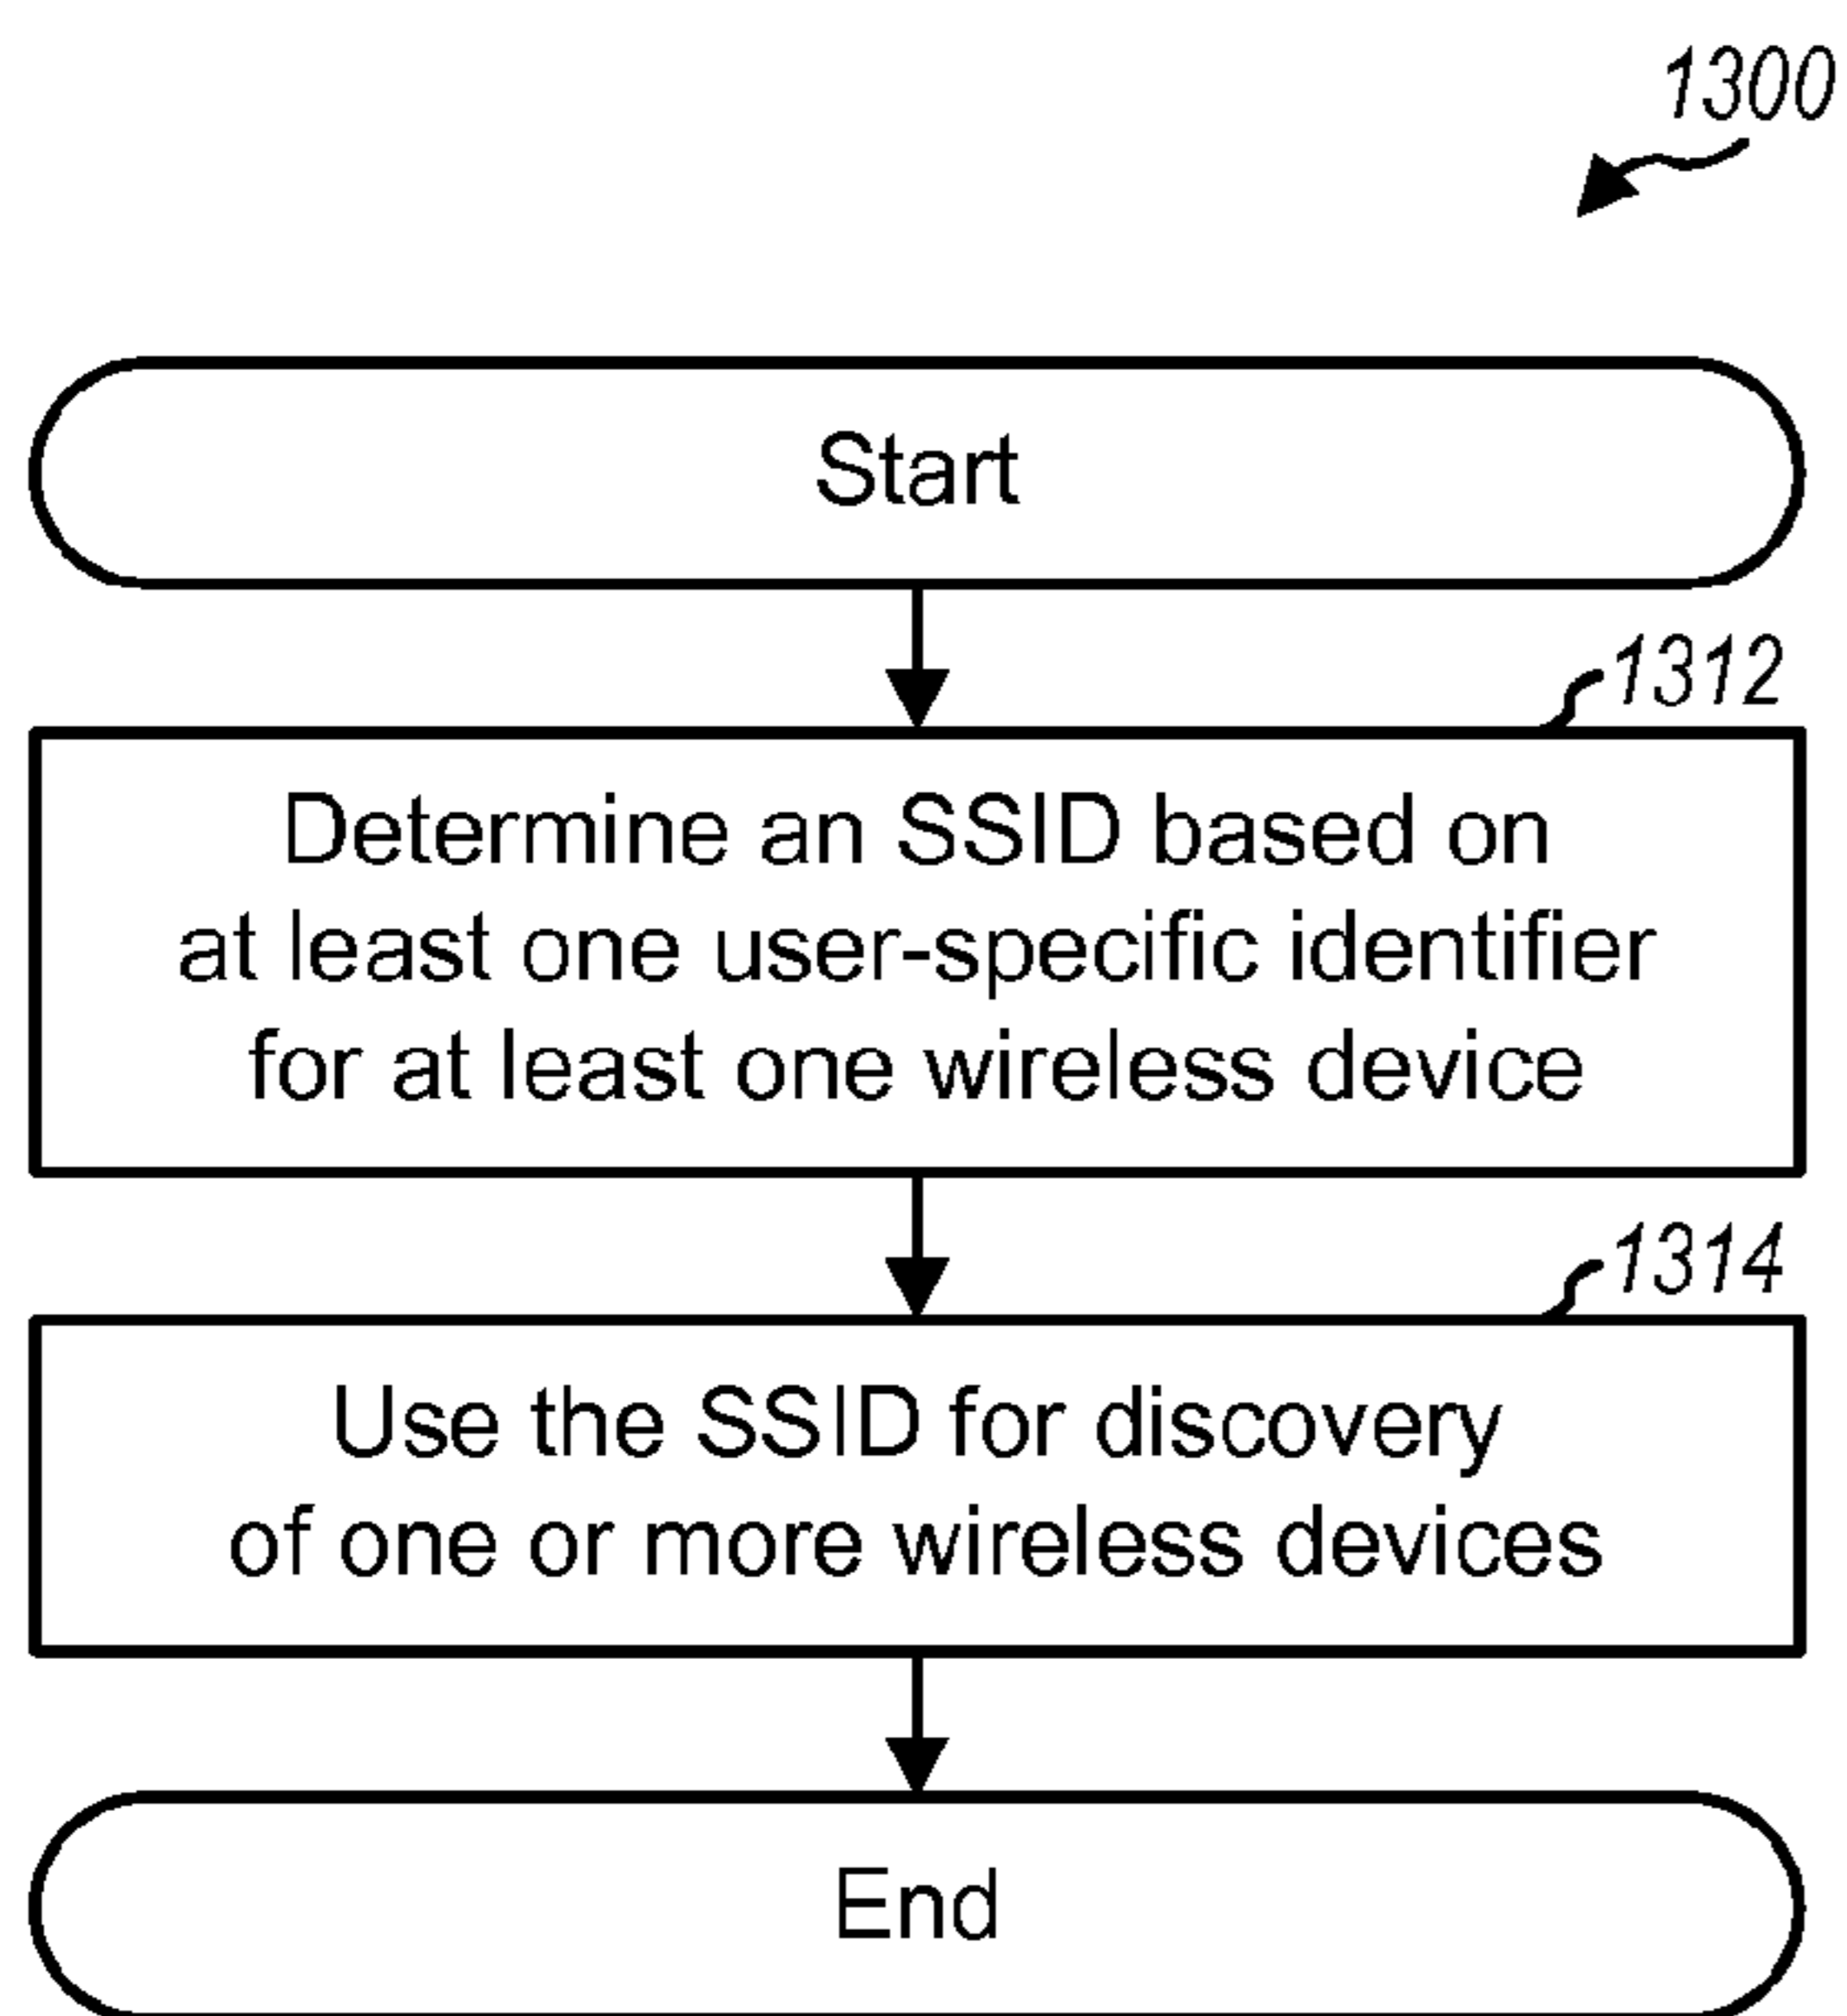 1300
Start
1312
Determine an SSID based on
at least one user-specific identifier
for at least one wireless device
1314
Use the SSID for discovery
of one or more wireless devices
End